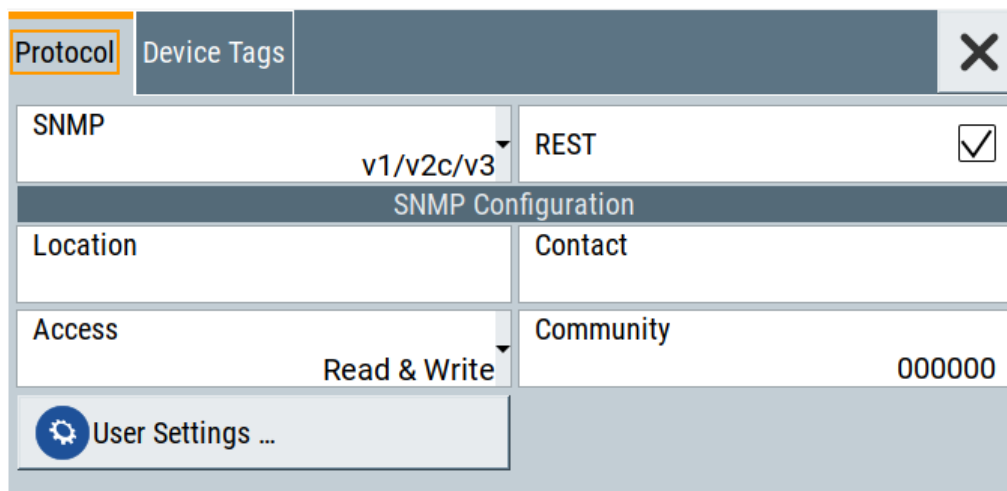 Protocol
Device Tags
SNMP
v1/v2c/v3
REST
SNMP Configuration
Location
Contact
Access
Read & Write
Community
000000
User Settings ...